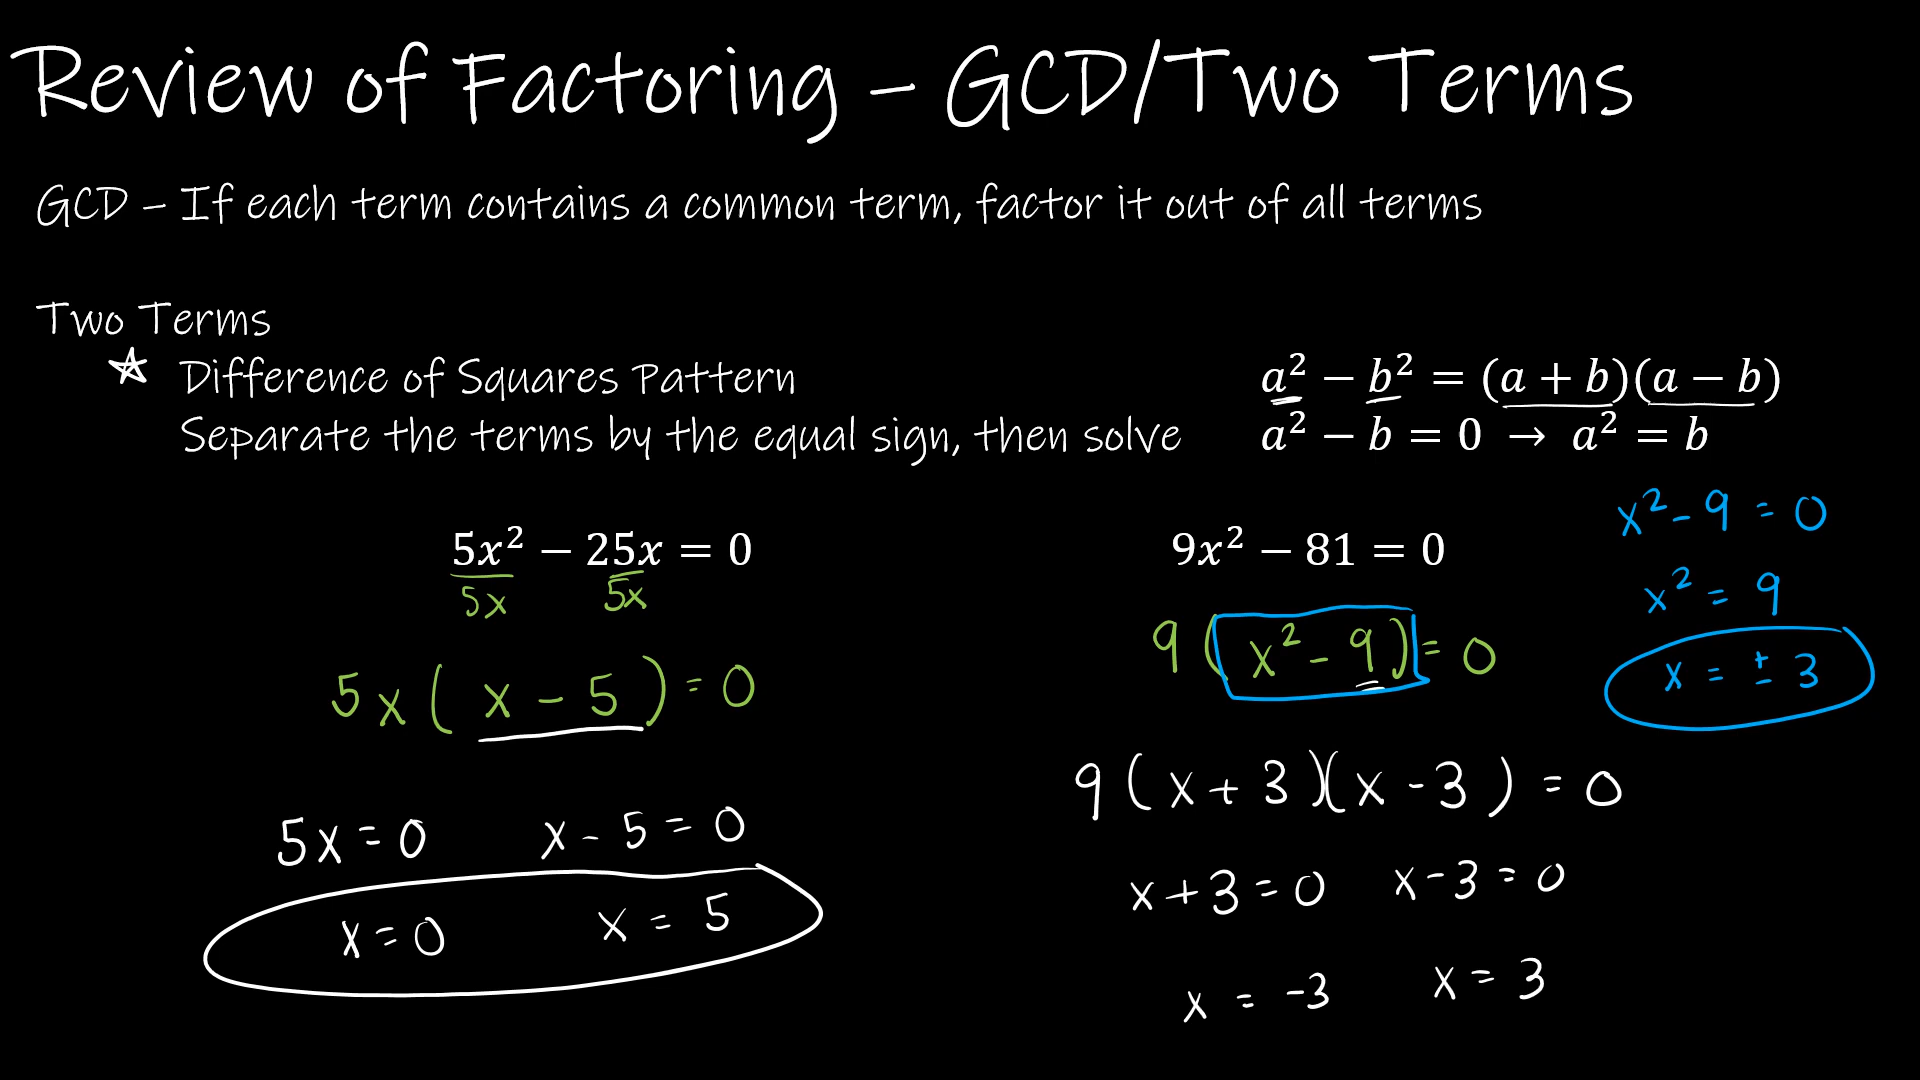 Review of Factoring – GCD/Two Terms
GCD – If each term contains a common term, factor it out of all terms
Two Terms
Difference of Squares Pattern
a² − b² = (a + b)(a − b)
Separate the terms by the equal sign, then solve
a² − b = 0 → a² = b
5x² − 25x = 0
5x 5x
5x ( x − 5 ) = 0
5x = 0 x − 5 = 0
x = 0 x = 5
9x² − 81 = 0
9 ( x² − 9 ) = 0
9 ( x + 3 )( x − 3 ) = 0
x + 3 = 0 x − 3 = 0
x = −3 x = 3
x² − 9 = 0
x² = 9
x = ± 3